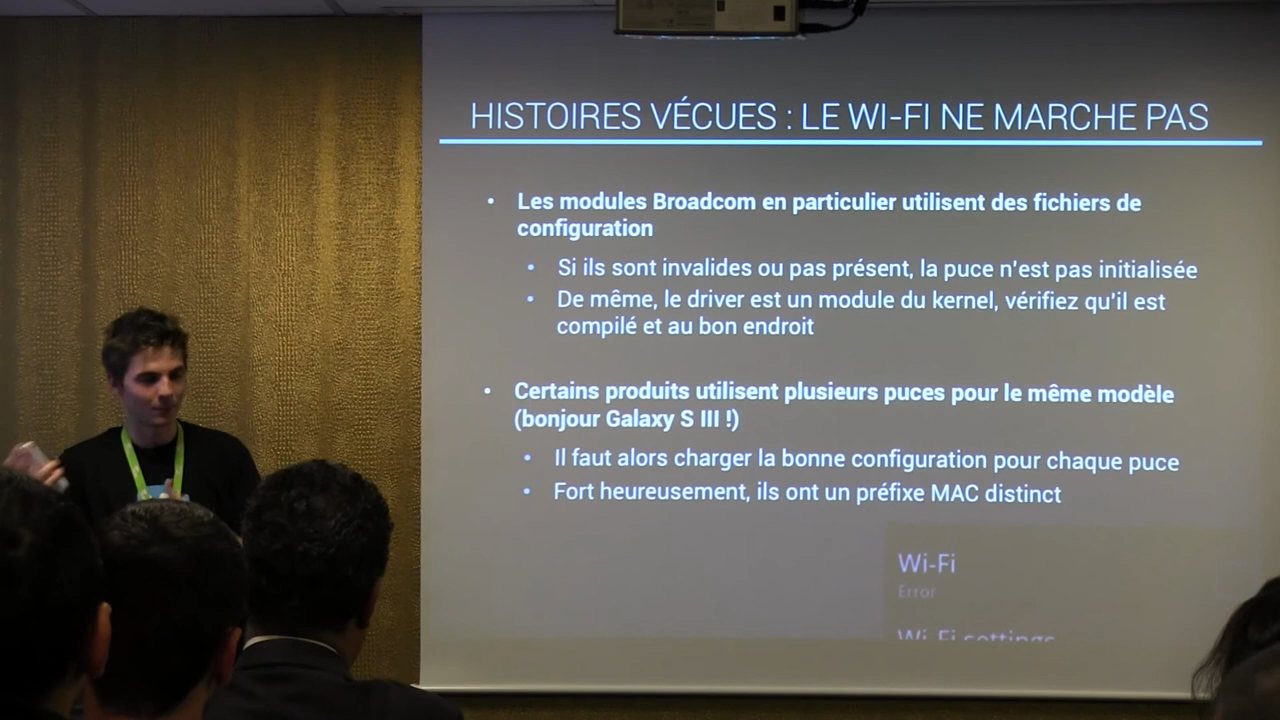 HISTOIRES VÉCUES : LE WI-FI NE MARCHE PAS
• Les modules Broadcom en particulier utilisent des fichiers de
configuration
• Si ils sont invalides ou pas présent, la puce n'est pas initialisée
• De même, le driver est un module du kernel, vérifiez qu'il est
compilé et au bon endroit
• Certains produits utilisent plusieurs puces pour le même modèle
(bonjour Galaxy S III !)
• Il faut alors charger la bonne configuration pour chaque puce
• Fort heureusement, ils ont un préfixe MAC distinct
Wi-Fi
Error
Wi-Fi settings